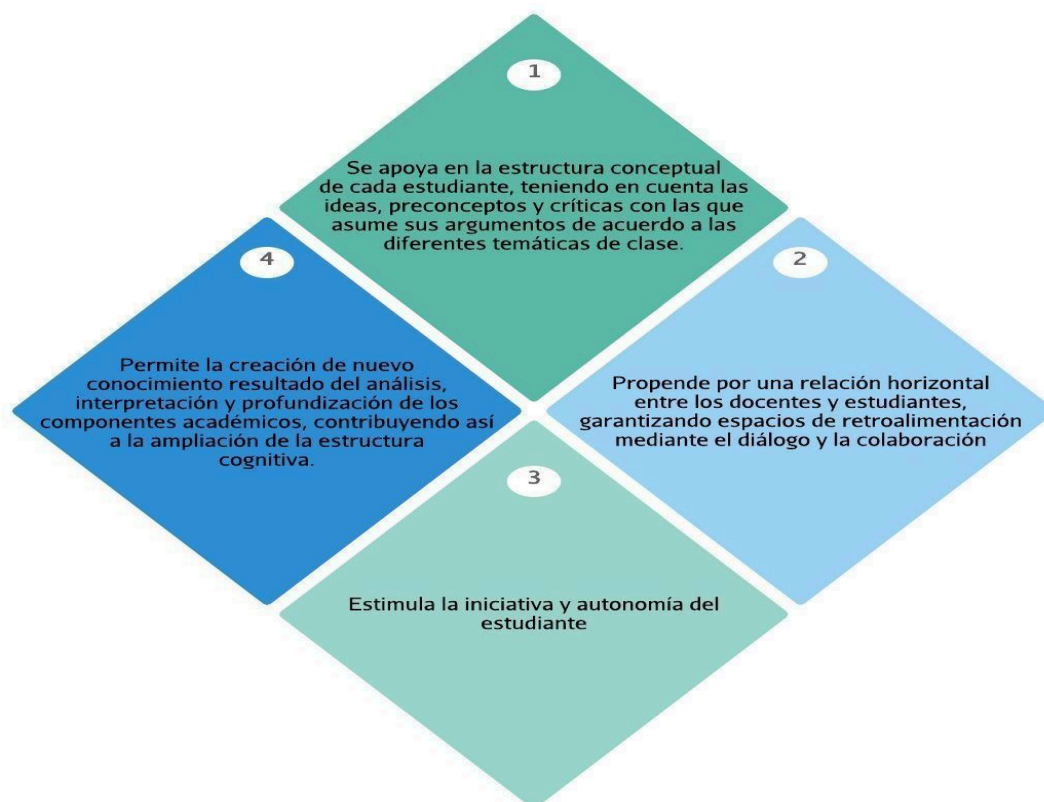 1
Se apoya en la estructura conceptual
de cada estudiante, teniendo en cuenta las
ideas, preconceptos y críticas con las que
asume sus argumentos de acuerdo a las
diferentes temáticas de clase.
2
Propende por una relación horizontal
entre los docentes y estudiantes,
garantizando espacios de retroalimentación
mediante el diálogo y la colaboración
3
Estimula la iniciativa y autonomía del
estudiante
4
Permite la creación de nuevo
conocimiento resultado del análisis,
interpretación y profundización de los
componentes académicos, contribuyendo así
a la ampliación de la estructura
cognitiva.